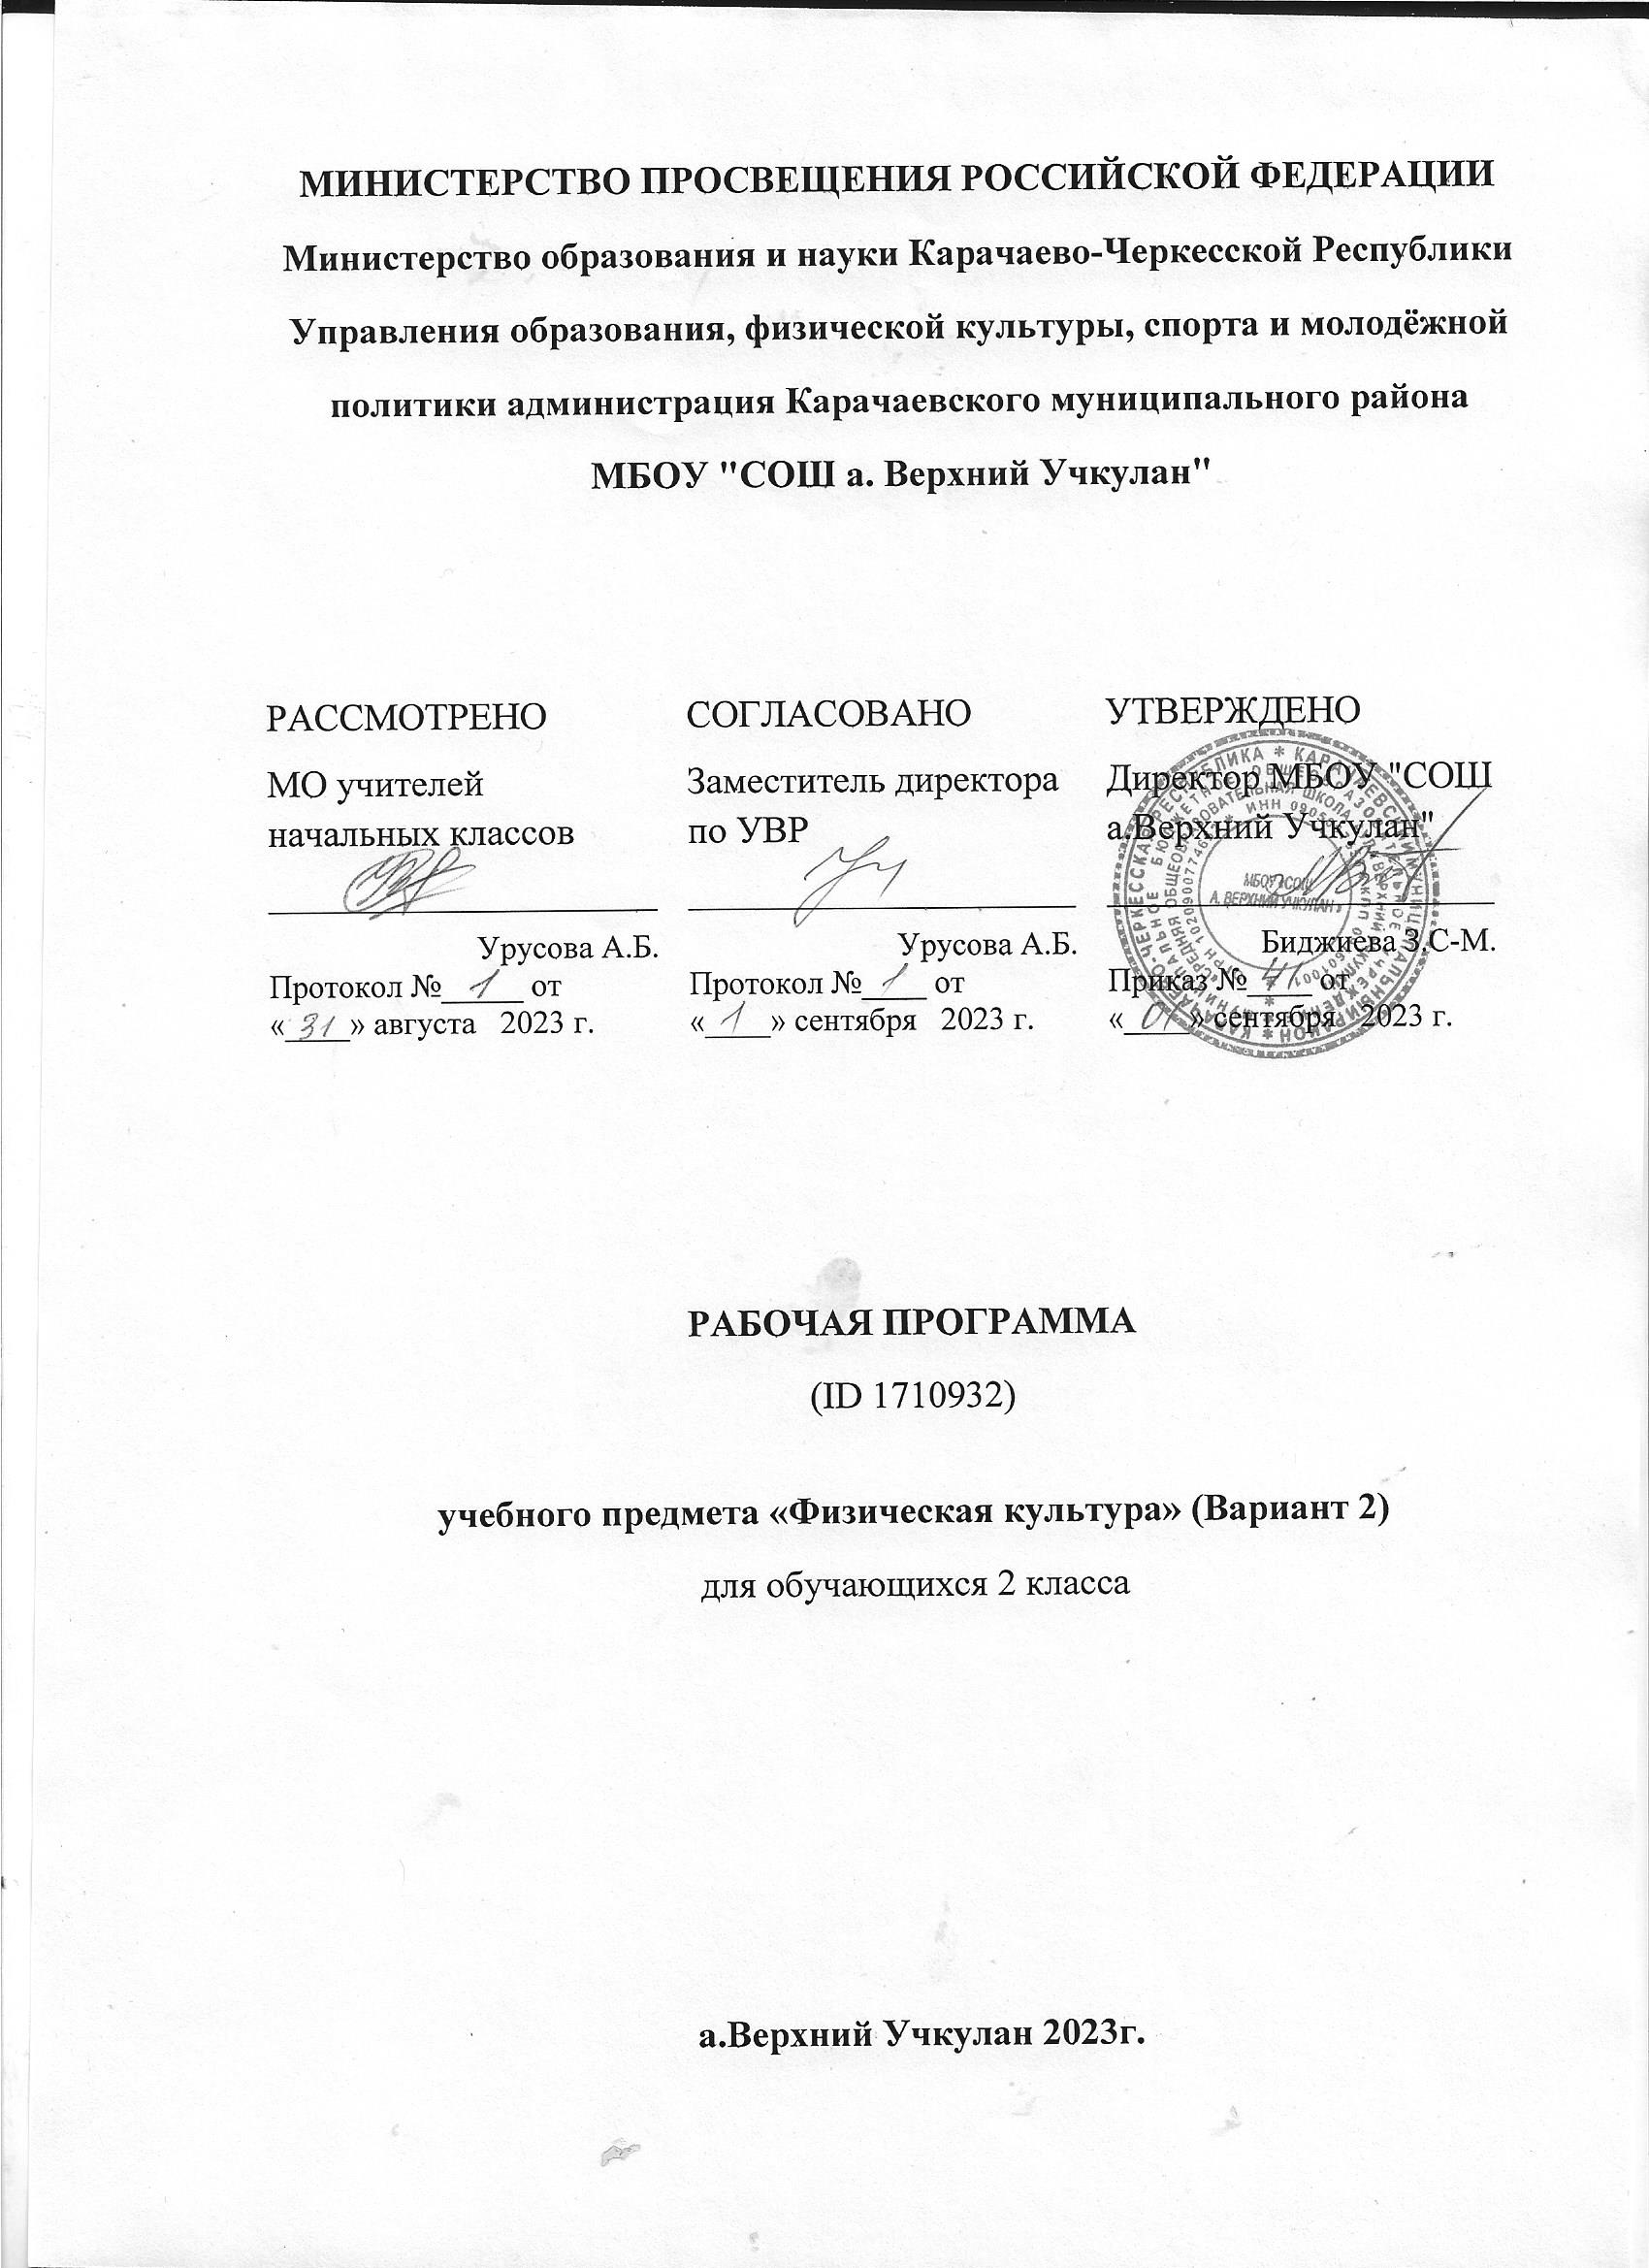 МИНИСТЕРСТВО ПРОСВЕЩЕНИЯ РОССИЙСКОЙ ФЕДЕРАЦИИ
Министерство образования и науки Карачаево-Черкесской Республики
Управления образования, физической культуры, спорта и молодёжной
политики администрация Карачаевского муниципального района
МБОУ "СОШ а. Верхний Учкулан"
РАССМОТРЕНО
МО учителей
начальных классов
Урусова А.Б.
Протокол № 1 от
«31» августа 2023 г.
СОГЛАСОВАНО
Заместитель директора
по УВР
Урусова А.Б.
Протокол № 1 от
«1» сентября 2023 г.
УТВЕРЖДЕНО
Директор МБОУ "СОШ
а.Верхний Учкулан"
МБОУ «СОШ
А. ВЕРХНИЙ УЧКУЛАН»
Биджиева З.С-М.
Приказ № 41 от
«01» сентября 2023 г.
РАБОЧАЯ ПРОГРАММА
(ID 1710932)
учебного предмета «Физическая культура» (Вариант 2)
для обучающихся 2 класса
а.Верхний Учкулан 2023г.